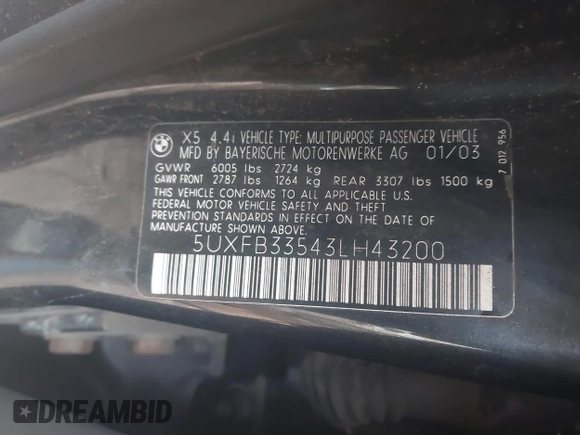 BMW
X5 4.4i VEHICLE TYPE: MULTIPURPOSE PASSENGER VEHICLE
MFD BY BAYERISCHE MOTORENWERKE AG 01/03
GVWR 6005 lbs 2724 kg
GAWR FRONT 2787 lbs 1264 kg REAR 3307 lbs 1500 kg
THIS VEHICLE CONFORMS TO ALL APPLICABLE U.S.
FEDERAL MOTOR VEHICLE SAFETY AND THEFT
PREVENTION STANDARDS IN EFFECT ON THE DATE OF
MANUFACTURE SHOWN ABOVE.
5UXFB33543LH43200
7 017 956
DREAMBID